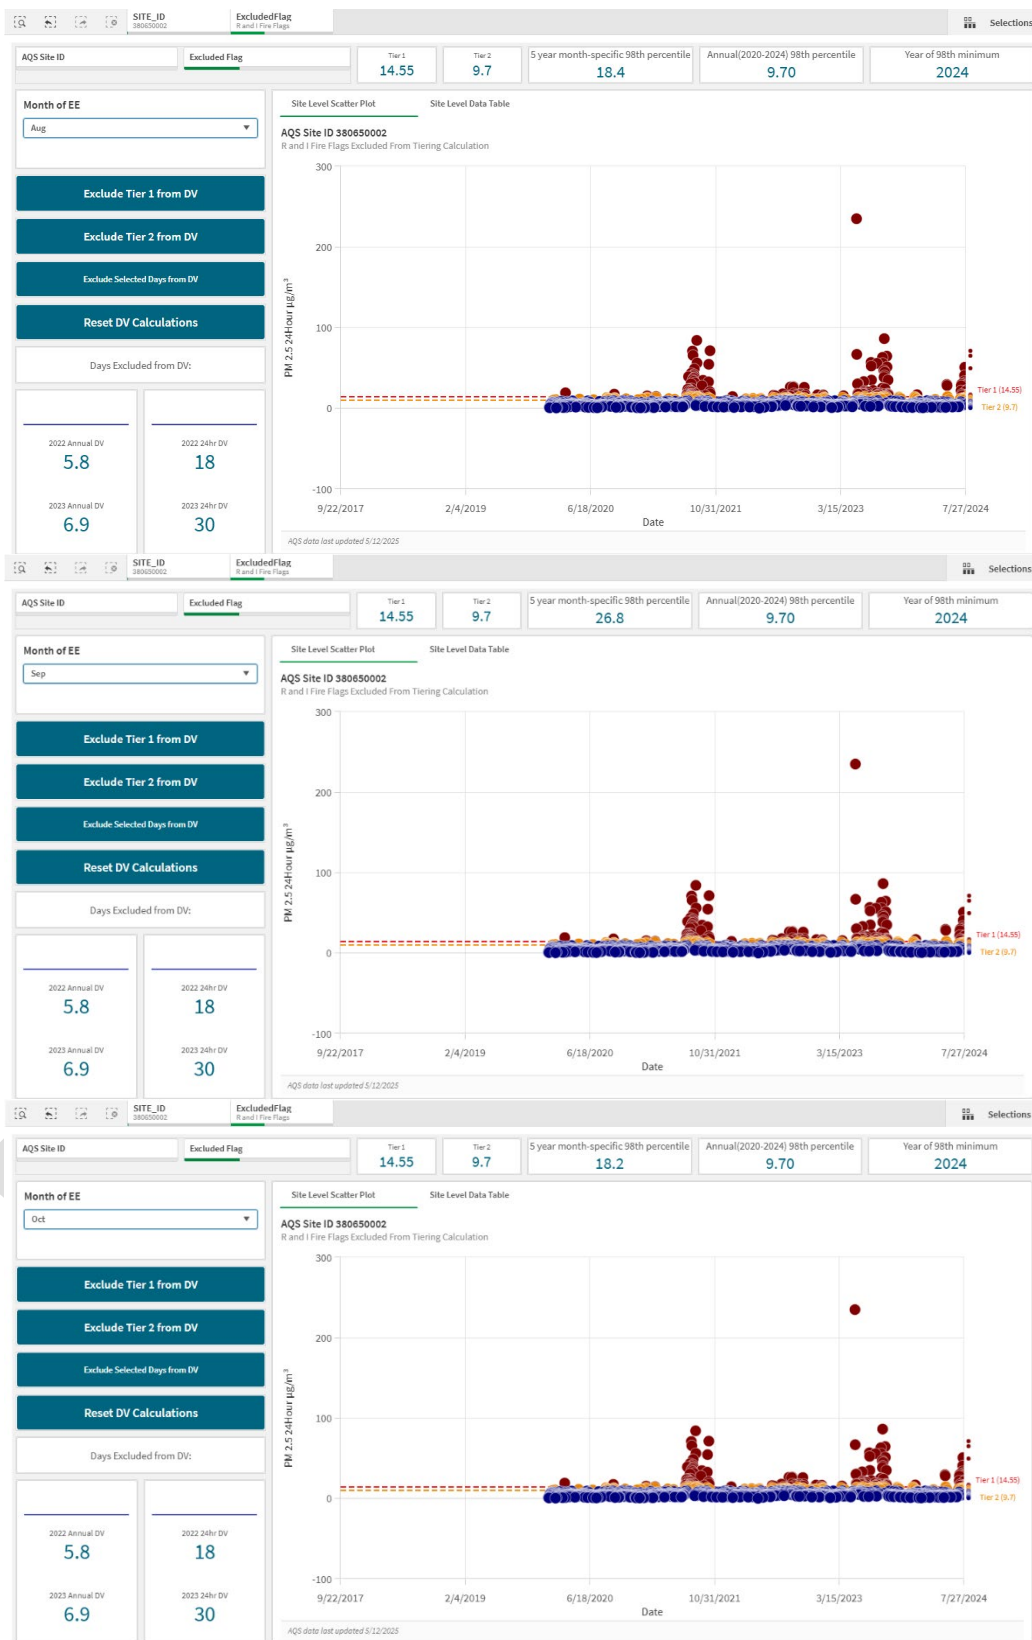 SITE_ID
380650002
ExcludedFlag
R and I Fire Flags
Selections
AQS Site ID
Excluded Flag
Tier 1
14.55
Tier 2
9.7
5 year month-specific 98th percentile
18.4
Annual(2020-2024) 98th percentile
9.70
Year of 98th minimum
2024
Month of EE
Aug
Exclude Tier 1 from DV
Exclude Tier 2 from DV
Exclude Selected Days from DV
Reset DV Calculations
Days Excluded from DV:
2022 Annual DV
5.8
2022 24hr DV
18
2023 Annual DV
6.9
2023 24hr DV
30
Site Level Scatter Plot
Site Level Data Table
AQS Site ID 380650002
R and I Fire Flags Excluded From Tiering Calculation
PM 2.5 24Hour µg/m³
300
200
100
0
-100
Tier 1 (14.55)
Tier 2 (9.7)
9/22/2017
2/4/2019
6/18/2020
10/31/2021
3/15/2023
7/27/2024
Date
AQS data last updated 5/12/2025
SITE_ID
380650002
ExcludedFlag
R and I Fire Flags
Selections
AQS Site ID
Excluded Flag
Tier 1
14.55
Tier 2
9.7
5 year month-specific 98th percentile
26.8
Annual(2020-2024) 98th percentile
9.70
Year of 98th minimum
2024
Month of EE
Sep
Exclude Tier 1 from DV
Exclude Tier 2 from DV
Exclude Selected Days from DV
Reset DV Calculations
Days Excluded from DV:
2022 Annual DV
5.8
2022 24hr DV
18
2023 Annual DV
6.9
2023 24hr DV
30
Site Level Scatter Plot
Site Level Data Table
AQS Site ID 380650002
R and I Fire Flags Excluded From Tiering Calculation
PM 2.5 24Hour µg/m³
300
200
100
0
-100
Tier 1 (14.55)
Tier 2 (9.7)
9/22/2017
2/4/2019
6/18/2020
10/31/2021
3/15/2023
7/27/2024
Date
AQS data last updated 5/12/2025
SITE_ID
380650002
ExcludedFlag
R and I Fire Flags
Selections
AQS Site ID
Excluded Flag
Tier 1
14.55
Tier 2
9.7
5 year month-specific 98th percentile
18.2
Annual(2020-2024) 98th percentile
9.70
Year of 98th minimum
2024
Month of EE
Oct
Exclude Tier 1 from DV
Exclude Tier 2 from DV
Exclude Selected Days from DV
Reset DV Calculations
Days Excluded from DV:
2022 Annual DV
5.8
2022 24hr DV
18
2023 Annual DV
6.9
2023 24hr DV
30
Site Level Scatter Plot
Site Level Data Table
AQS Site ID 380650002
R and I Fire Flags Excluded From Tiering Calculation
PM 2.5 24Hour µg/m³
300
200
100
0
-100
Tier 1 (14.55)
Tier 2 (9.7)
9/22/2017
2/4/2019
6/18/2020
10/31/2021
3/15/2023
7/27/2024
Date
AQS data last updated 5/12/2025